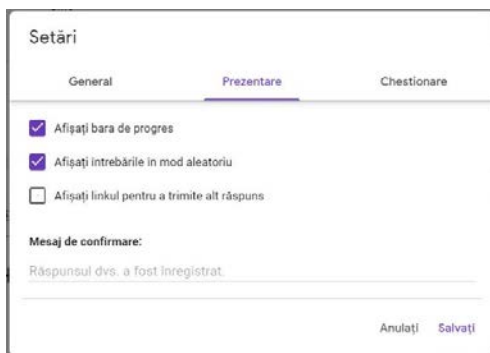 Setări
General Prezentare Chestionare
Afișați bara de progres
Afișați întrebările în mod aleatoriu
Afișați linkul pentru a trimite alt răspuns
Mesaj de confirmare:
Răspunsul dvs. a fost înregistrat.
Anulați Salvați